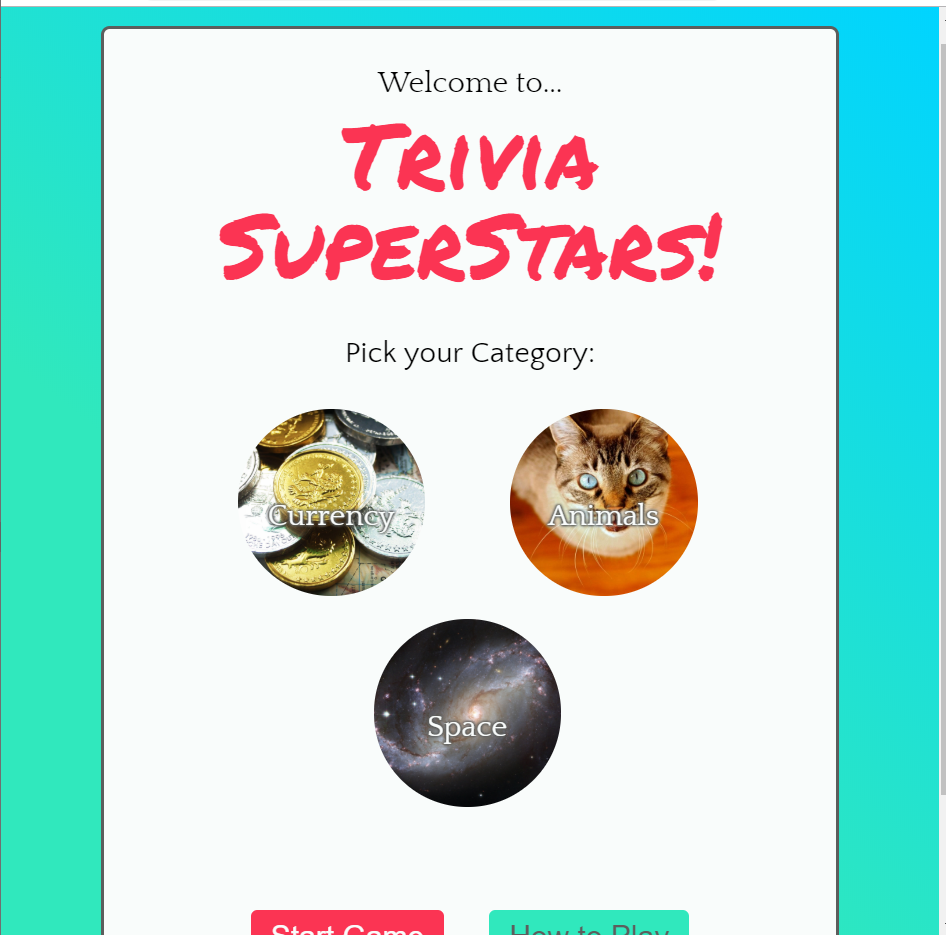 Welcome to...
Trivia
SuperStars!
Pick your Category:
Currency
Animals
Space
Start Game
How to Play